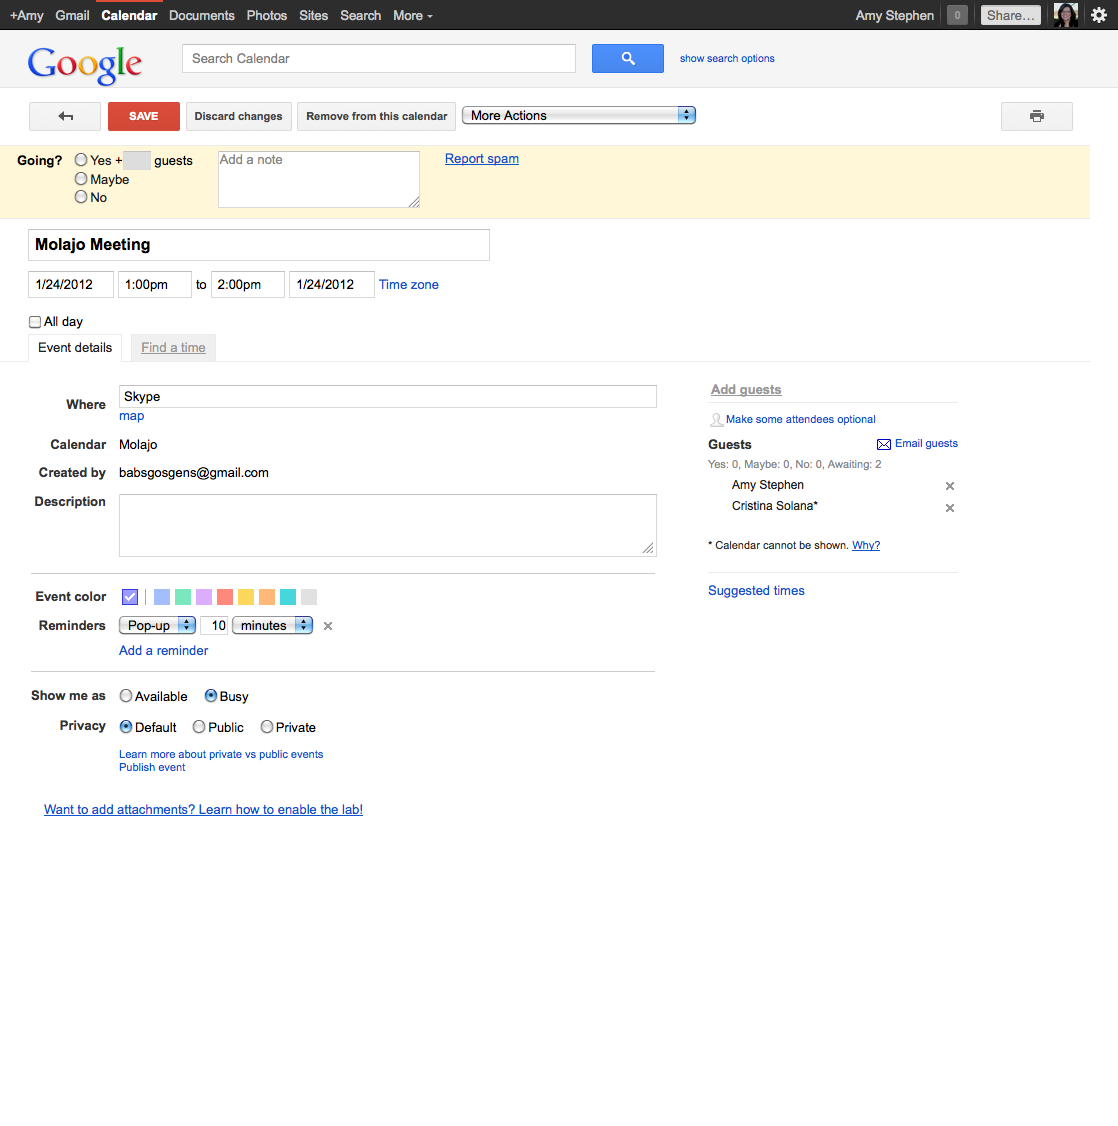 +Amy Gmail Calendar Documents Photos Sites Search More Amy Stephen 0 Share...
Google Search Calendar show search options
SAVE Discard changes Remove from this calendar More Actions
Going? Yes + guests Add a note Report spam
Maybe
No
Molajo Meeting
1/24/2012 1:00pm to 2:00pm 1/24/2012 Time zone
All day
Event details Find a time
Where Skype
map
Calendar Molajo
Created by babsgosgens@gmail.com
Description
Event color
Reminders Pop-up 10 minutes
Add a reminder
Show me as Available Busy
Privacy Default Public Private
Learn more about private vs public events
Publish event
Want to add attachments? Learn how to enable the lab!
Add guests
Make some attendees optional
Guests Email guests
Yes: 0, Maybe: 0, No: 0, Awaiting: 2
Amy Stephen
Cristina Solana*
* Calendar cannot be shown. Why?
Suggested times